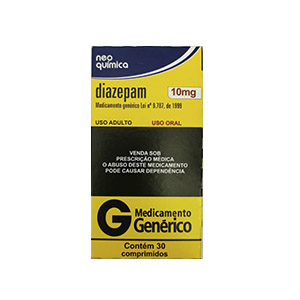 neo
química
diazepam
10mg
Medicamento genérico Lei nº 9.787, de 1999
USO ADULTO USO ORAL
VENDA SOB
PRESCRIÇÃO MÉDICA
O ABUSO DESTE MEDICAMENTO
PODE CAUSAR DEPENDÊNCIA
G Medicamento
Genérico
Contém 30
comprimidos